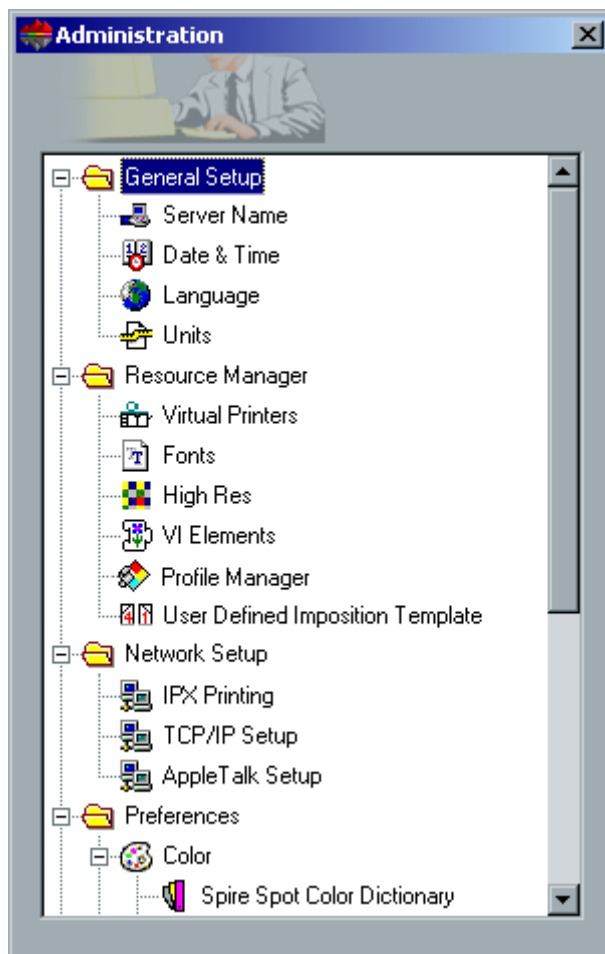 Administration
General Setup
Server Name
Date & Time
Language
Units
Resource Manager
Virtual Printers
Fonts
High Res
VI Elements
Profile Manager
User Defined Imposition Template
Network Setup
IPX Printing
TCP/IP Setup
AppleTalk Setup
Preferences
Color
Spire Spot Color Dictionary